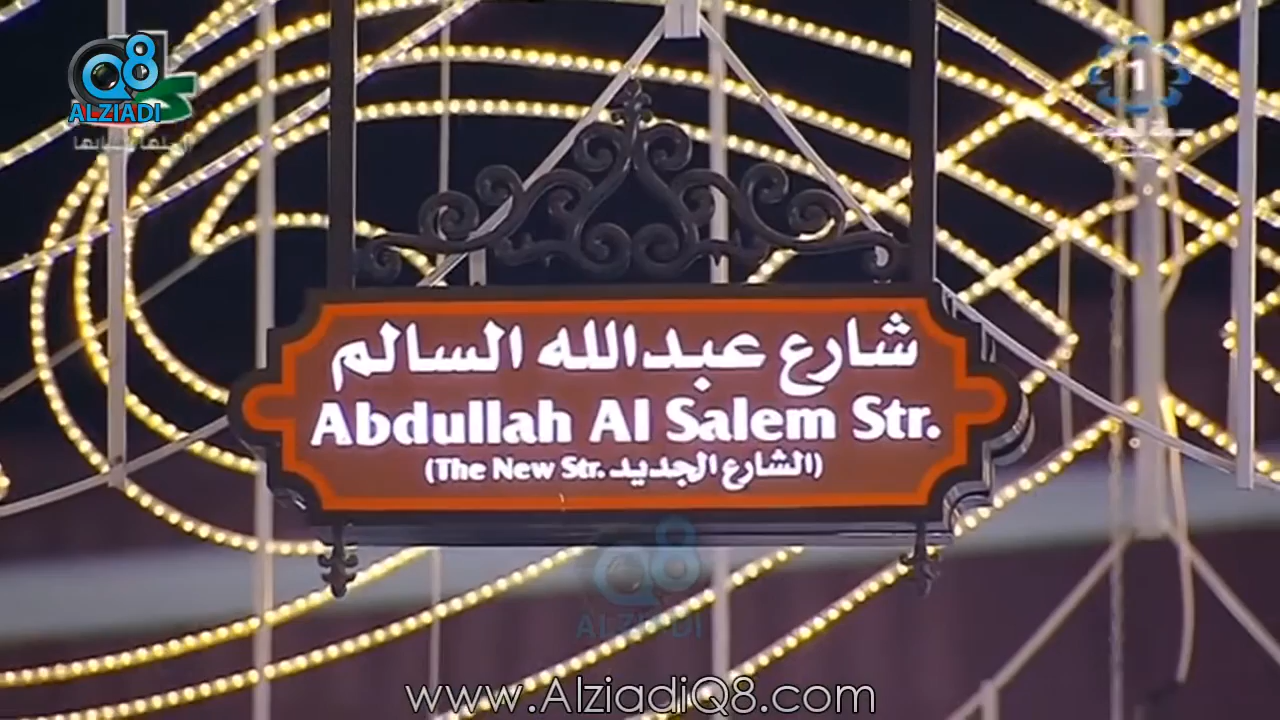 Q8
ALZIADI
1
شارع عبدالله السالم
Abdullah Al Salem Str.
(The New Str. الشارع الجديد)
Q8
ALZIADI
www.AlziadiQ8.com